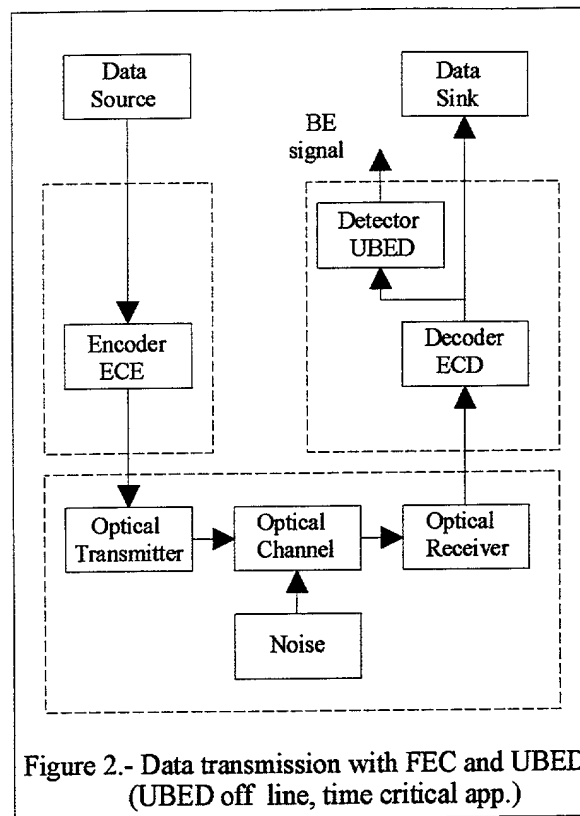 Data
Source
Data
Sink
BE
signal
Detector
UBED
Encoder
ECE
Decoder
ECD
Optical
Transmitter
Optical
Channel
Optical
Receiver
Noise
Figure 2.- Data transmission with FEC and UBED
(UBED off line, time critical app.)